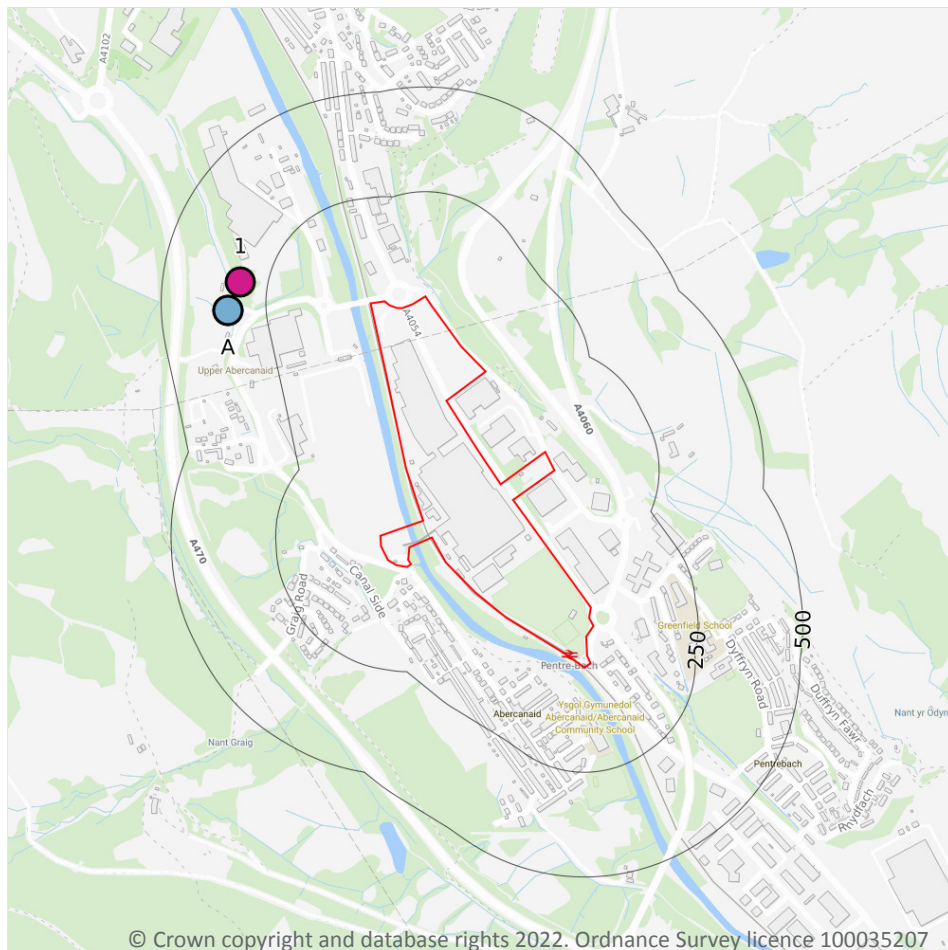 A4102
1
A
A4054
Upper Abercanaid
A4060
A470
Canal Side
Graig Road
Greenfield School
250
500
Pentre-Bach
Dyffryn Road
Duffryn Fawr
Abercanaid
Ysgol Gymunedol
Abercanaid/Abercanaid
Community School
Nant yr Odyn
Nant Graig
Pentrebach
© Crown copyright and database rights 2022. Ordnance Survey licence 100035207